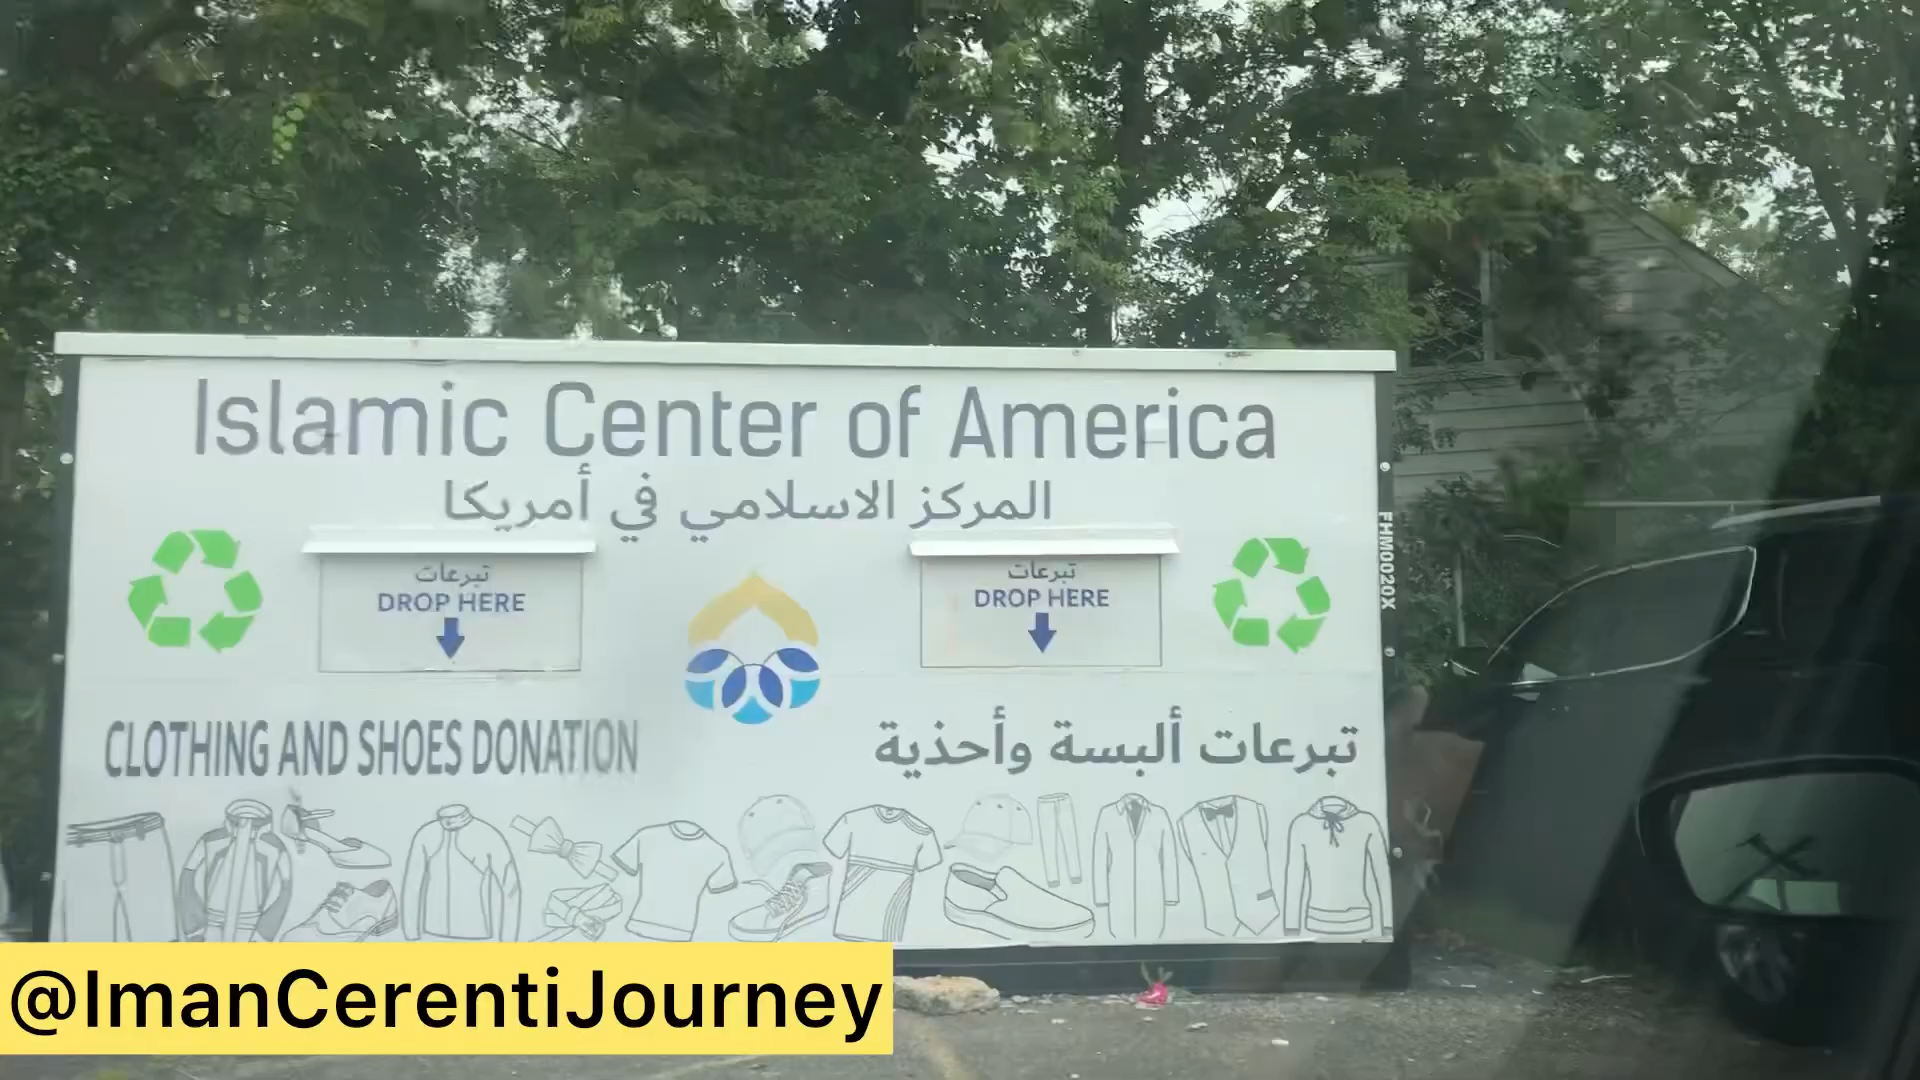 Islamic Center of America
المركز الاسلامي في أمريكا
تبرعات
DROP HERE
تبرعات
DROP HERE
FHM0020X
CLOTHING AND SHOES DONATION
تبرعات ألبسة وأحذية
@ImanCerentiJourney